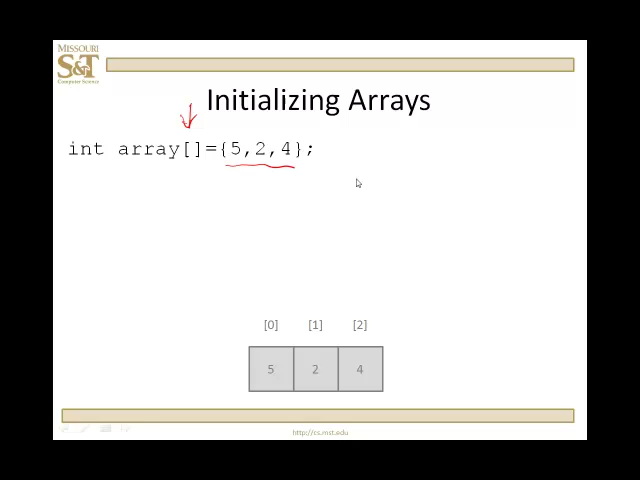 MISSOURI
S&T
Computer Science
Initializing Arrays
int array[]={5,2,4};
[0] [1] [2]
5 2 4
http://cs.mst.edu